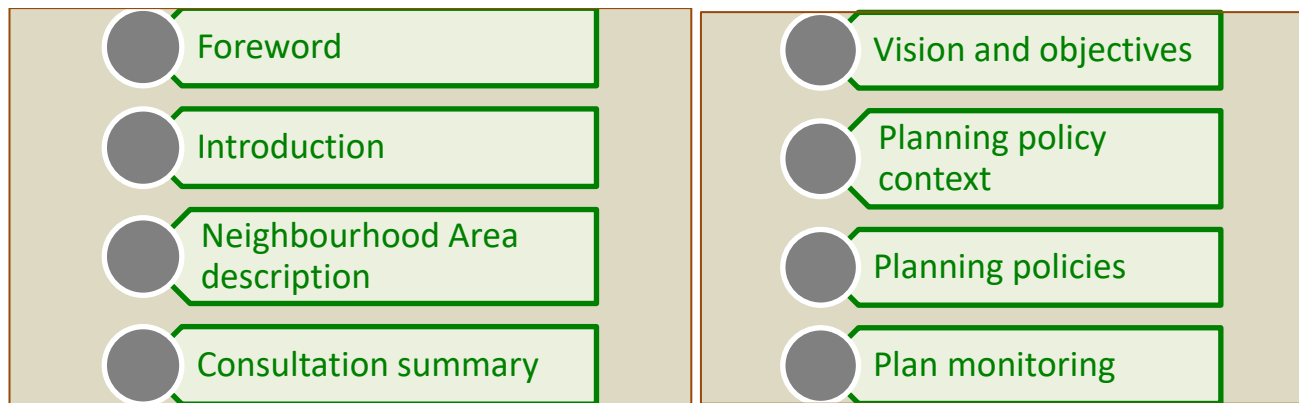 Foreword
Introduction
Neighbourhood Area
description
Consultation summary
Vision and objectives
Planning policy
context
Planning policies
Plan monitoring